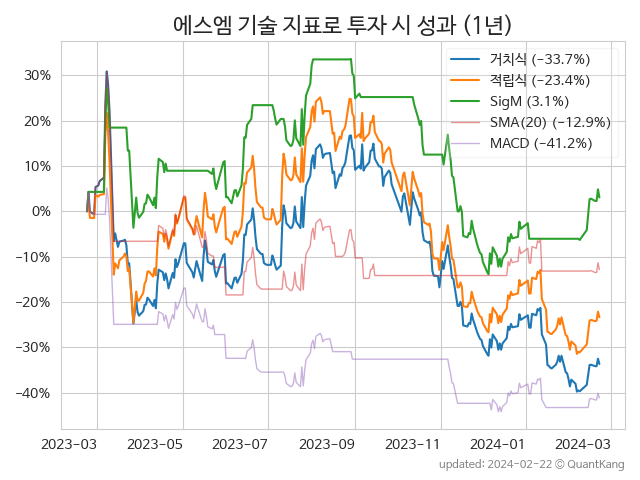 에스엠 기술 지표로 투자 시 성과 (1년)
거치식 (−33.7%)
적립식 (−23.4%)
SigM (3.1%)
SMA(20) (−12.9%)
MACD (−41.2%)
30%
20%
10%
0%
−10%
−20%
−30%
−40%
2023-03 2023-05 2023-07 2023-09 2023-11 2024-01 2024-03
updated: 2024-02-22 ⓒ QuantKang